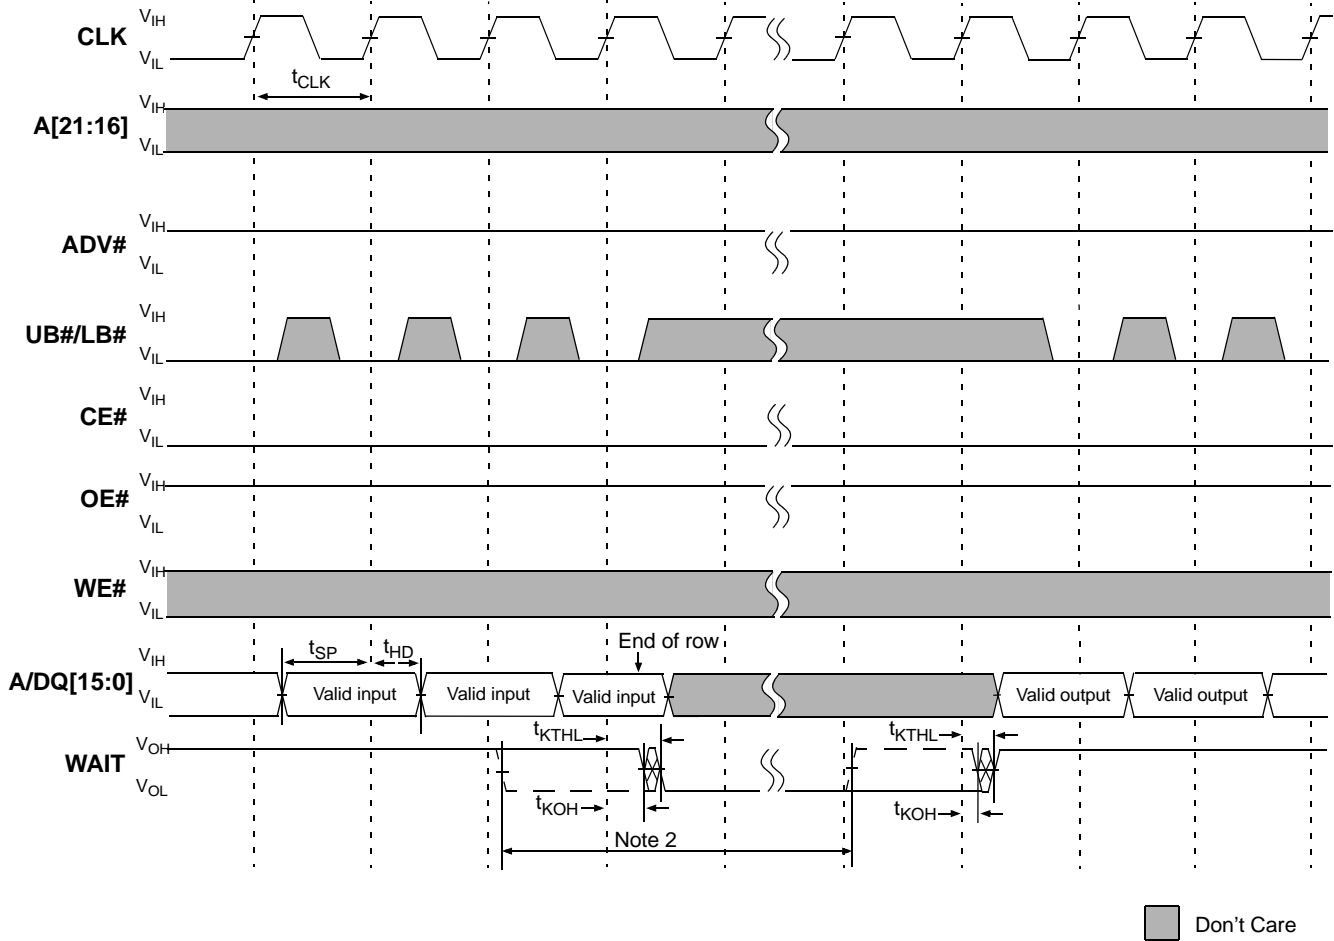 VIH
CLK
VIL
tCLK
VIH
A[21:16]
VIL
VIH
ADV#
VIL
VIH
UB#/LB#
VIL
VIH
CE#
VIL
VIH
OE#
VIL
VIH
WE#
VIL
VIH
tSP
tHD
End of row
A/DQ[15:0]
VIL
Valid input
Valid input
Valid input
Valid output
Valid output
tKTHL
tKTHL
VOH
WAIT
VOL
tKOH
tKOH
Note 2
Don't Care